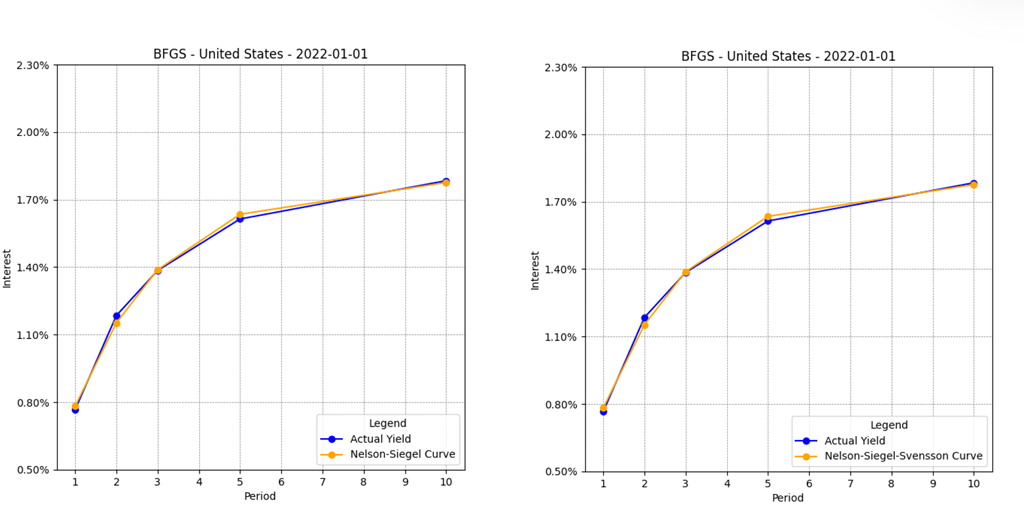 BFGS - United States - 2022-01-01
2.30%
2.00%
1.70%
1.40%
1.10%
0.80%
0.50%
Interest
1 2 3 4 5 6 7 8 9 10
Period
Legend
Actual Yield
Nelson-Siegel Curve
BFGS - United States - 2022-01-01
2.30%
2.00%
1.70%
1.40%
1.10%
0.80%
0.50%
Interest
1 2 3 4 5 6 7 8 9 10
Period
Legend
Actual Yield
Nelson-Siegel-Svensson Curve